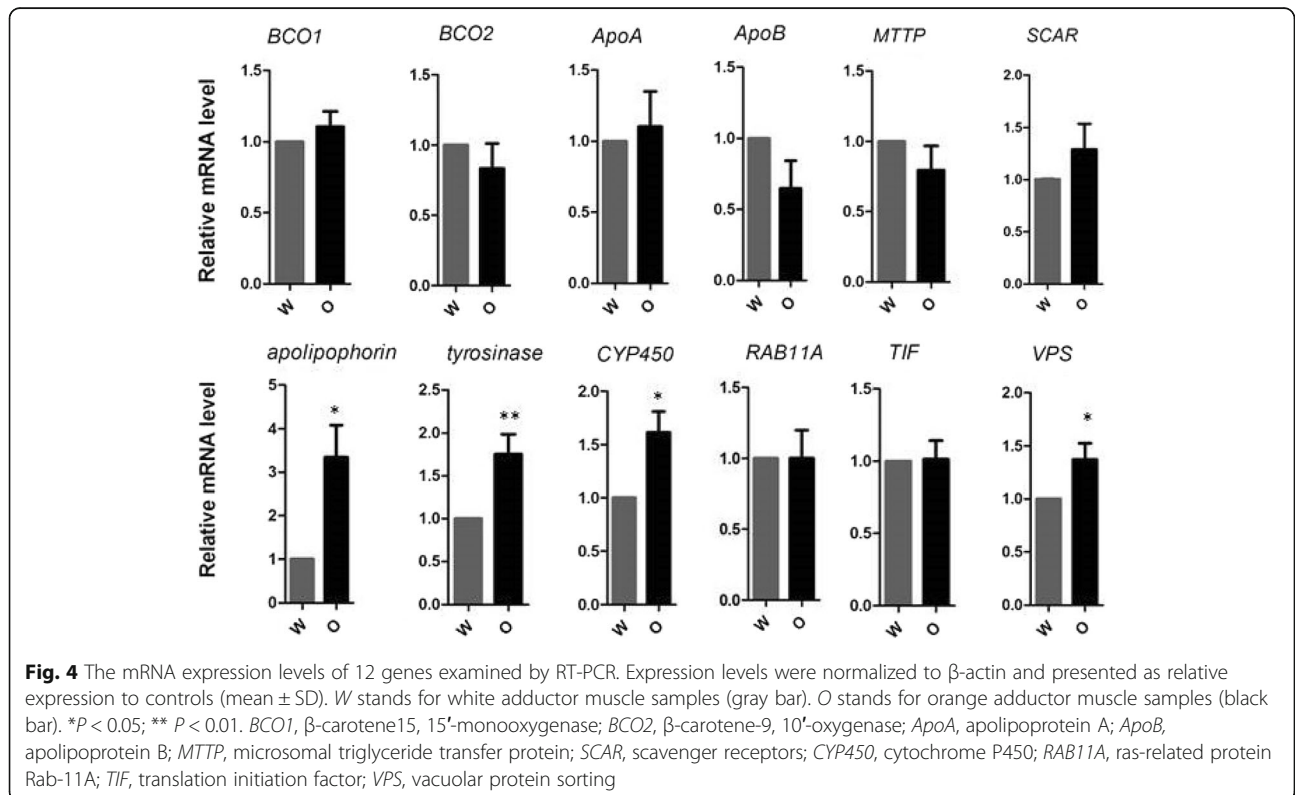 BCO1 BCO2 ApoA ApoB MTTP SCAR
Relative mRNA level
1.5 1.5 1.5 1.5 1.5 2.0
1.0 1.0 1.0 1.0 1.0 1.5
0.5 0.5 0.5 0.5 0.5 1.0
0.0 0.0 0.0 0.0 0.0 0.5
0.0
W O W O W O W O W O W O
apolipophorin tyrosinase CYP450 RAB11A TIF VPS
Relative mRNA level
5 2.5 2.0 1.5 1.5 2.0
4 2.0 1.5 1.0 1.0 1.5
3 1.5 1.0 0.5 0.5 1.0
2 1.0 0.5 0.0 0.0 0.5
1 0.5 0.0 0.0
0 0.0
* ** * *
W O W O W O W O W O W O
Fig. 4 The mRNA expression levels of 12 genes examined by RT-PCR. Expression levels were normalized to β-actin and presented as relative
expression to controls (mean ± SD). W stands for white adductor muscle samples (gray bar). O stands for orange adductor muscle samples (black
bar). *P < 0.05; ** P < 0.01. BCO1, β-carotene15, 15′-monooxygenase; BCO2, β-carotene-9, 10′-oxygenase; ApoA, apolipoprotein A; ApoB,
apolipoprotein B; MTTP, microsomal triglyceride transfer protein; SCAR, scavenger receptors; CYP450, cytochrome P450; RAB11A, ras-related protein
Rab-11A; TIF, translation initiation factor; VPS, vacuolar protein sorting